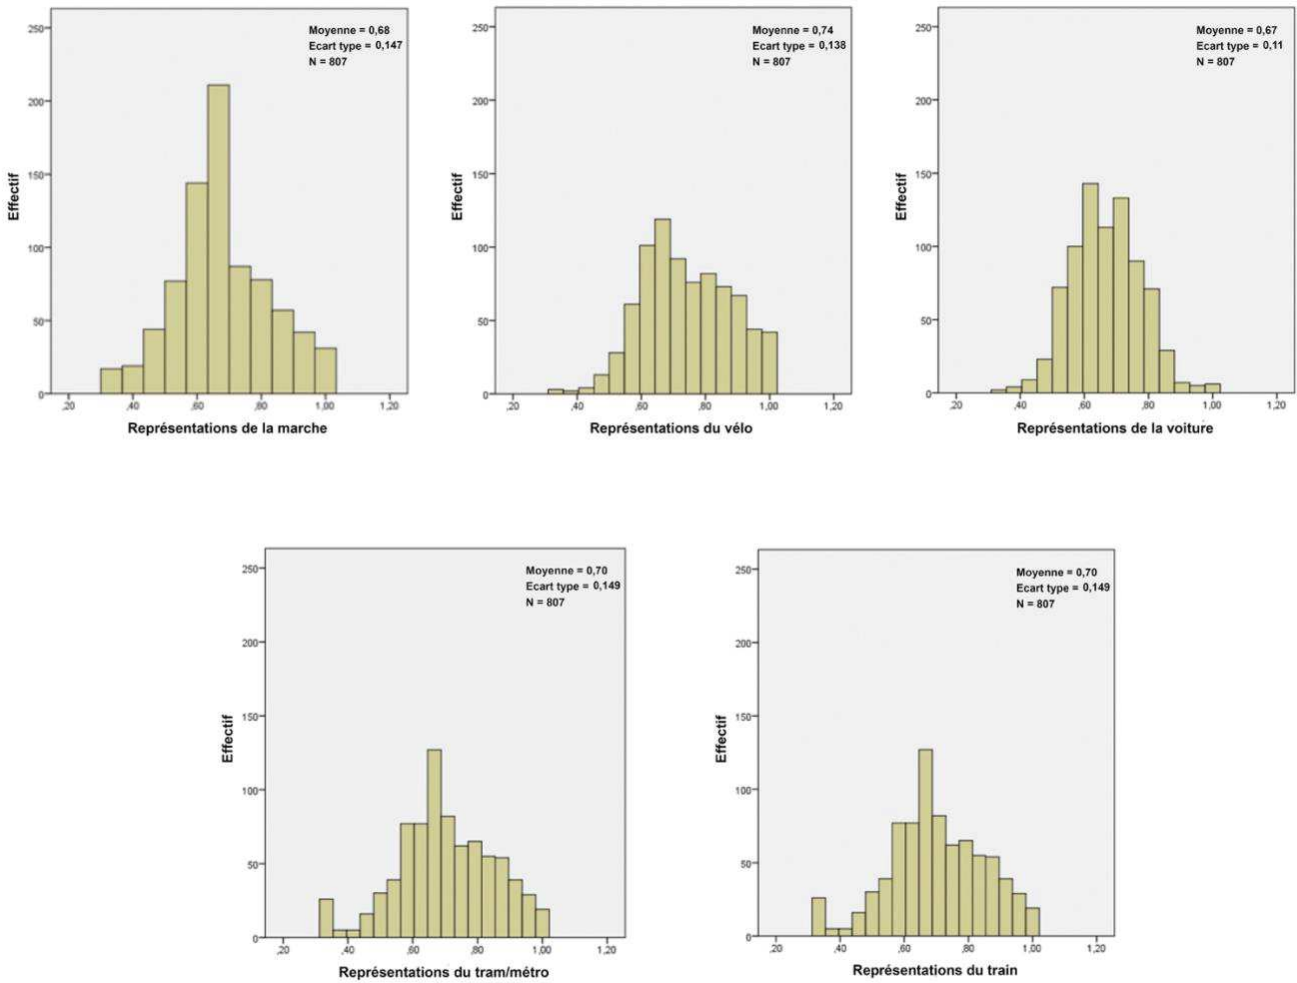 Moyenne = 0,68
Ecart type = 0,147
N = 807
Effectif
250
200
150
100
50
0
,20 ,40 ,60 ,80 1,00 1,20
Représentations de la marche
Moyenne = 0,74
Ecart type = 0,138
N = 807
Effectif
250
200
150
100
50
0
,20 ,40 ,60 ,80 1,00 1,20
Représentations du vélo
Moyenne = 0,67
Ecart type = 0,11
N = 807
Effectif
250
200
150
100
50
0
,20 ,40 ,60 ,80 1,00 1,20
Représentations de la voiture
Moyenne = 0,70
Ecart type = 0,149
N = 807
Effectif
250
200
150
100
50
0
,20 ,40 ,60 ,80 1,00 1,20
Représentations du tram/métro
Moyenne = 0,70
Ecart type = 0,149
N = 807
Effectif
250
200
150
100
50
0
,20 ,40 ,60 ,80 1,00 1,20
Représentations du train